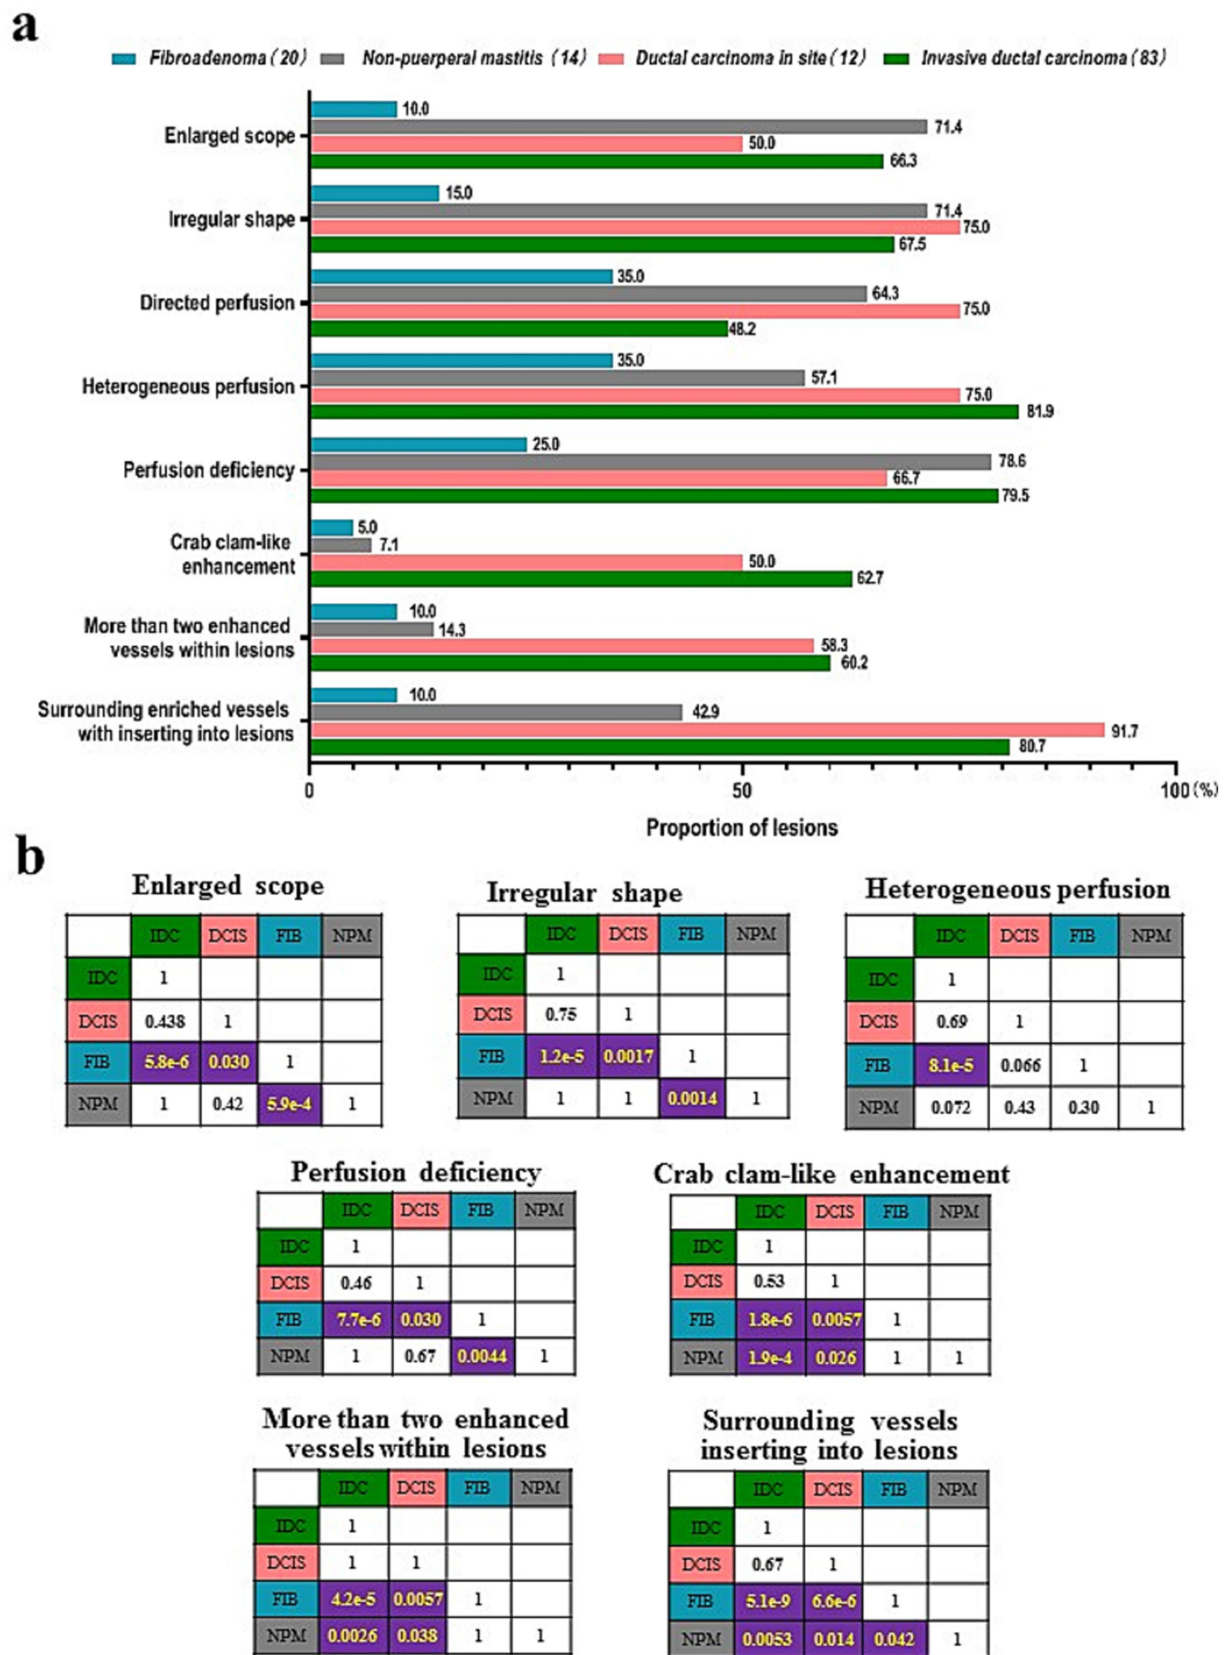 a
Fibroadenoma (20) Non-puerperal mastitis (14) Ductal carcinoma in site (12) Invasive ductal carcinoma (83)
10.0
Enlarged scope
71.4
50.0
66.3
15.0
Irregular shape
71.4
75.0
67.5
35.0
Directed perfusion
64.3
75.0
48.2
35.0
Heterogeneous perfusion
57.1
75.0
81.9
25.0
Perfusion deficiency
78.6
66.7
79.5
5.0
Crab clam-like
enhancement
7.1
50.0
62.7
10.0
More than two enhanced
vessels within lesions
14.3
58.3
60.2
10.0
Surrounding enriched vessels
with inserting into lesions
42.9
91.7
80.7
0 50 100 (%)
Proportion of lesions
b
Enlarged scope
IDC DCIS FIB NPM
IDC 1
DCIS 0.438 1
FIB 5.8e-6 0.030 1
NPM 1 0.42 5.9e-4 1
Irregular shape
IDC DCIS FIB NPM
IDC 1
DCIS 0.75 1
FIB 1.2e-5 0.0017 1
NPM 1 1 0.0014 1
Heterogeneous perfusion
IDC DCIS FIB NPM
IDC 1
DCIS 0.69 1
FIB 8.1e-5 0.066 1
NPM 0.072 0.43 0.30 1
Perfusion deficiency
IDC DCIS FIB NPM
IDC 1
DCIS 0.46 1
FIB 7.7e-6 0.030 1
NPM 1 0.67 0.0044 1
Crab clam-like enhancement
IDC DCIS FIB NPM
IDC 1
DCIS 0.53 1
FIB 1.8e-6 0.0057 1
NPM 1.9e-4 0.026 1 1
More than two enhanced
vessels within lesions
IDC DCIS FIB NPM
IDC 1
DCIS 1 1
FIB 4.2e-5 0.0057 1
NPM 0.0026 0.038 1 1
Surrounding vessels
inserting into lesions
IDC DCIS FIB NPM
IDC 1
DCIS 0.67 1
FIB 5.1e-9 6.6e-6 1
NPM 0.0053 0.014 0.042 1